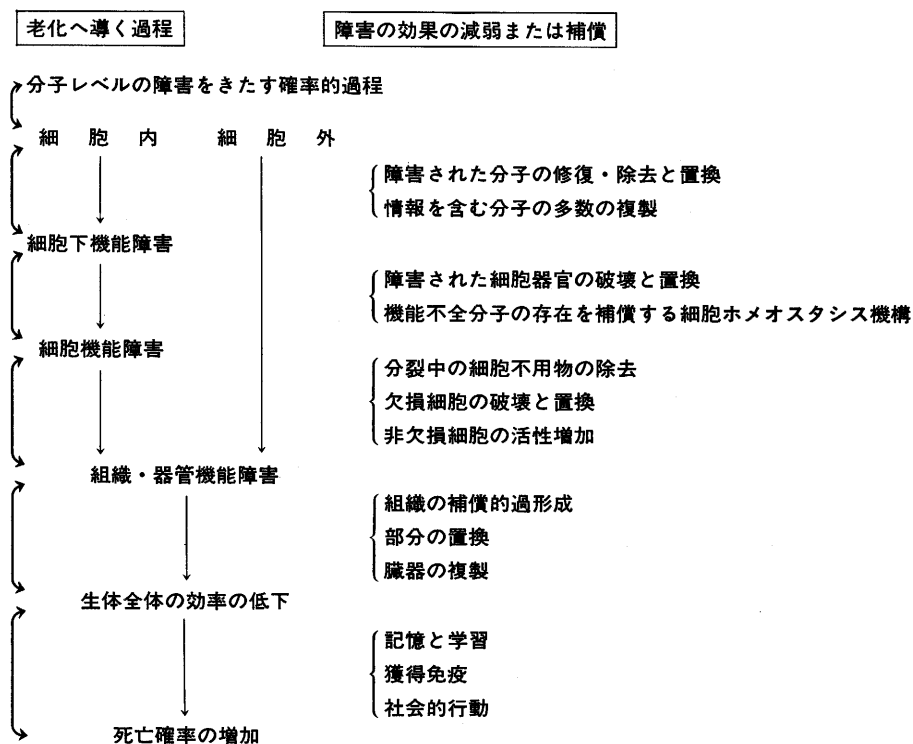 老化へ導く過程
障害の効果の減弱または補償
分子レベルの障害をきたす確率的過程
細胞内 細胞外
障害された分子の修復・除去と置換
情報を含む分子の多数の複製
細胞下機能障害
障害された細胞器官の破壊と置換
機能不全分子の存在を補償する細胞ホメオスタシス機構
細胞機能障害
分裂中の細胞不用物の除去
欠損細胞の破壊と置換
非欠損細胞の活性増加
組織・器管機能障害
組織の補償的過形成
部分の置換
臓器の複製
生体全体の効率の低下
記憶と学習
獲得免疫
社会的行動
死亡確率の増加